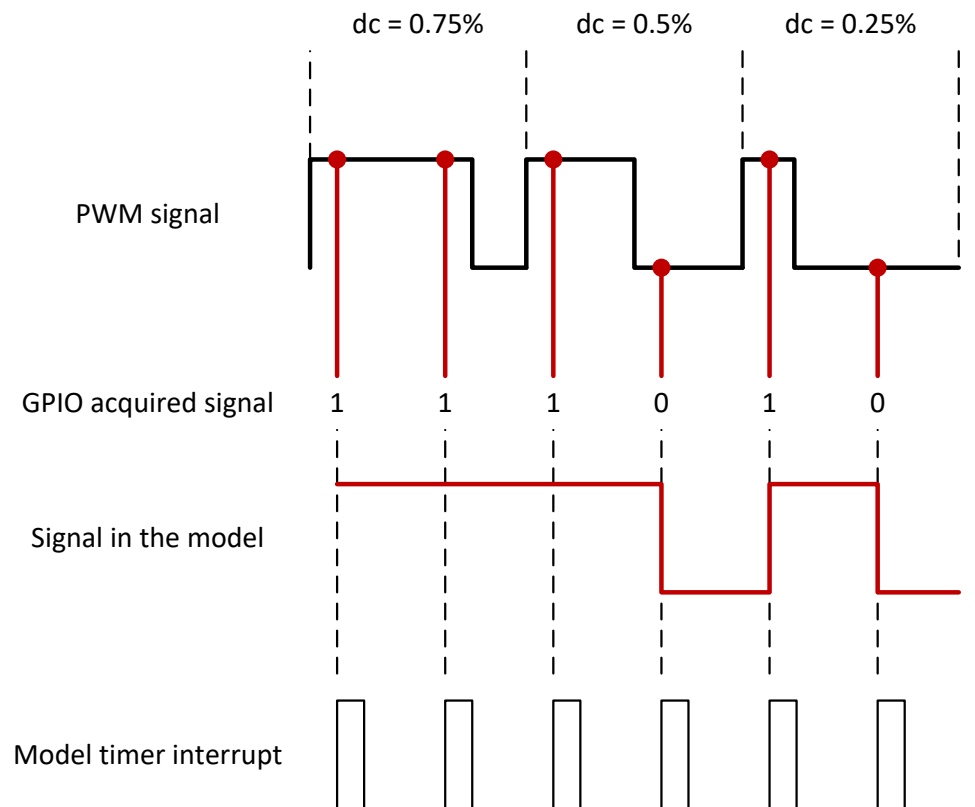 dc = 0.75% dc = 0.5% dc = 0.25%
PWM signal
GPIO acquired signal 1 1 1 0 1 0
Signal in the model
Model timer interrupt